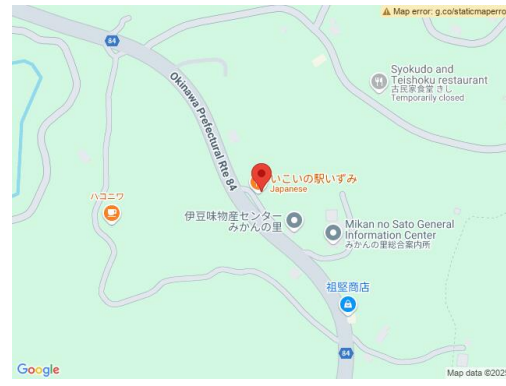 Map error: g.co/staticmaperro
84
Okinawa Prefectural Rte 84
Syokudo and
Teishoku restaurant
古民家食堂 きし
Temporarily closed
いこいの駅いずみ
Japanese
ハコニワ
伊豆味物産センター
みかんの里
Mikan no Sato General
Information Center
みかんの里総合案内所
祖堅商店
84
Google
Map data ©202